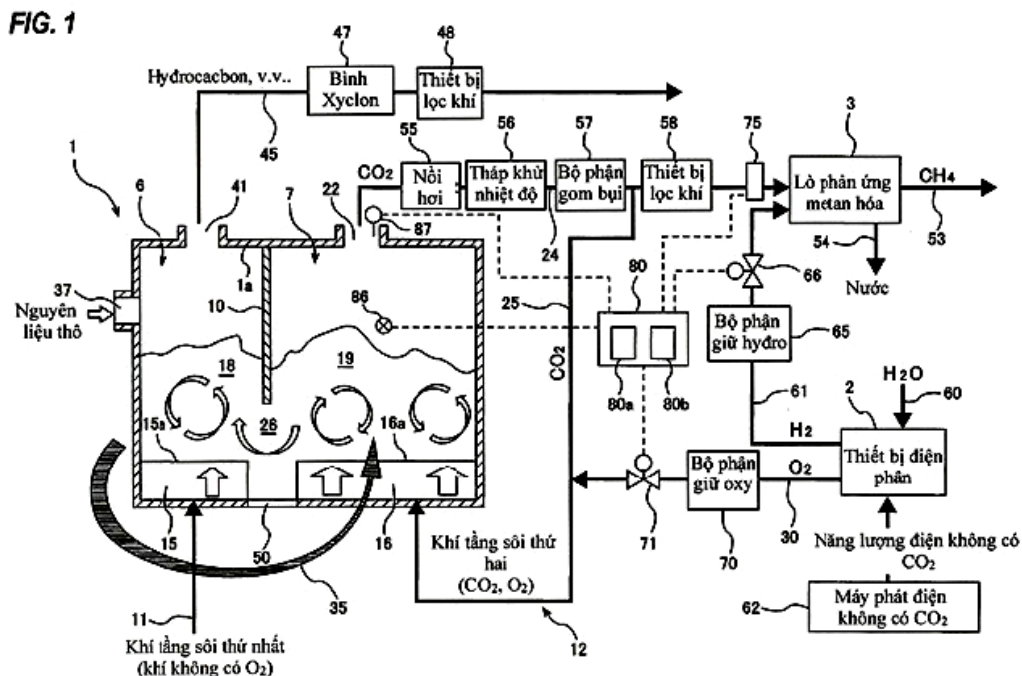 FIG. 1
47
48
Hydrocacbon, v.v..
Bình
Xyclon
Thiết bị
lọc khí
45
55
56
57
58
75
3
1
6
41
7
22
CO₂
Nồi
hơi
Tháp khử
nhiệt độ
Bộ phận
gom bụi
Thiết bị
lọc khí
Lò phản ứng
metan hóa
CH₄
53
87
24
54
Nước
1a
66
37
Nguyên
liệu thô
10
86
25
80
Bộ phận
giữ hydro
65
18
19
CO₂
80a
80b
61
H₂O
60
2
15a
26
16a
H₂
Thiết bị điện
phân
O₂
Bộ phận
giữ oxy
15
50
16
71
70
30
Khí tầng sôi thứ
hai
(CO₂, O₂)
Năng lượng điện không có
CO₂
35
62
Máy phát điện
không có CO₂
11
12
Khí tầng sôi thứ nhất
(khí không có O₂)